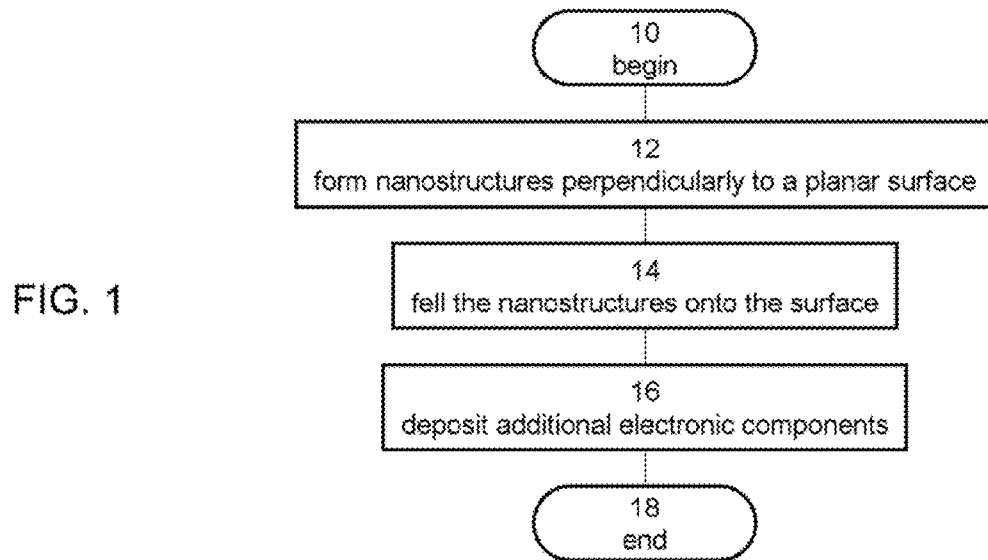 10
begin
12
form nanostructures perpendicularly to a planar surface
14
fell the nanostructures onto the surface
FIG. 1
16
deposit additional electronic components
18
end